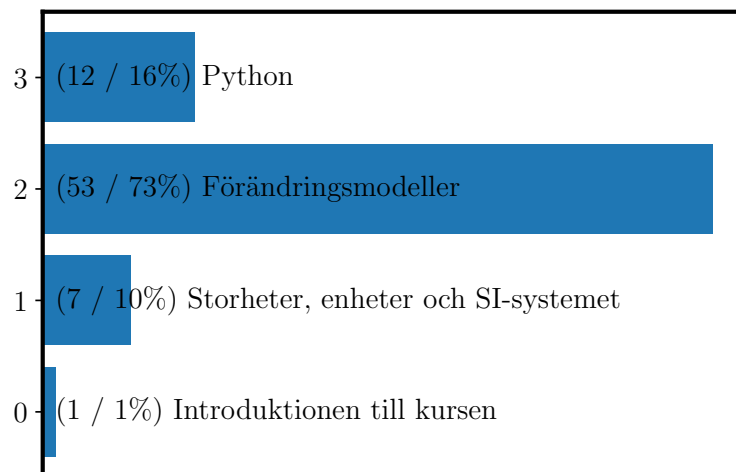 3 (12 / 16%) Python
2 (53 / 73%) Förändringsmodeller
1 (7 / 10%) Storheter, enheter och SI-systemet
0 (1 / 1%) Introduktionen till kursen